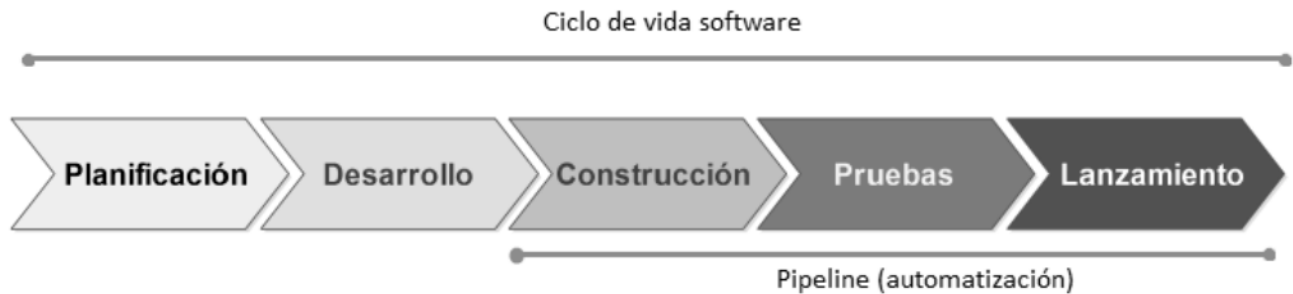 Ciclo de vida software
Planificación
Desarrollo
Construcción
Pruebas
Lanzamiento
Pipeline (automatización)